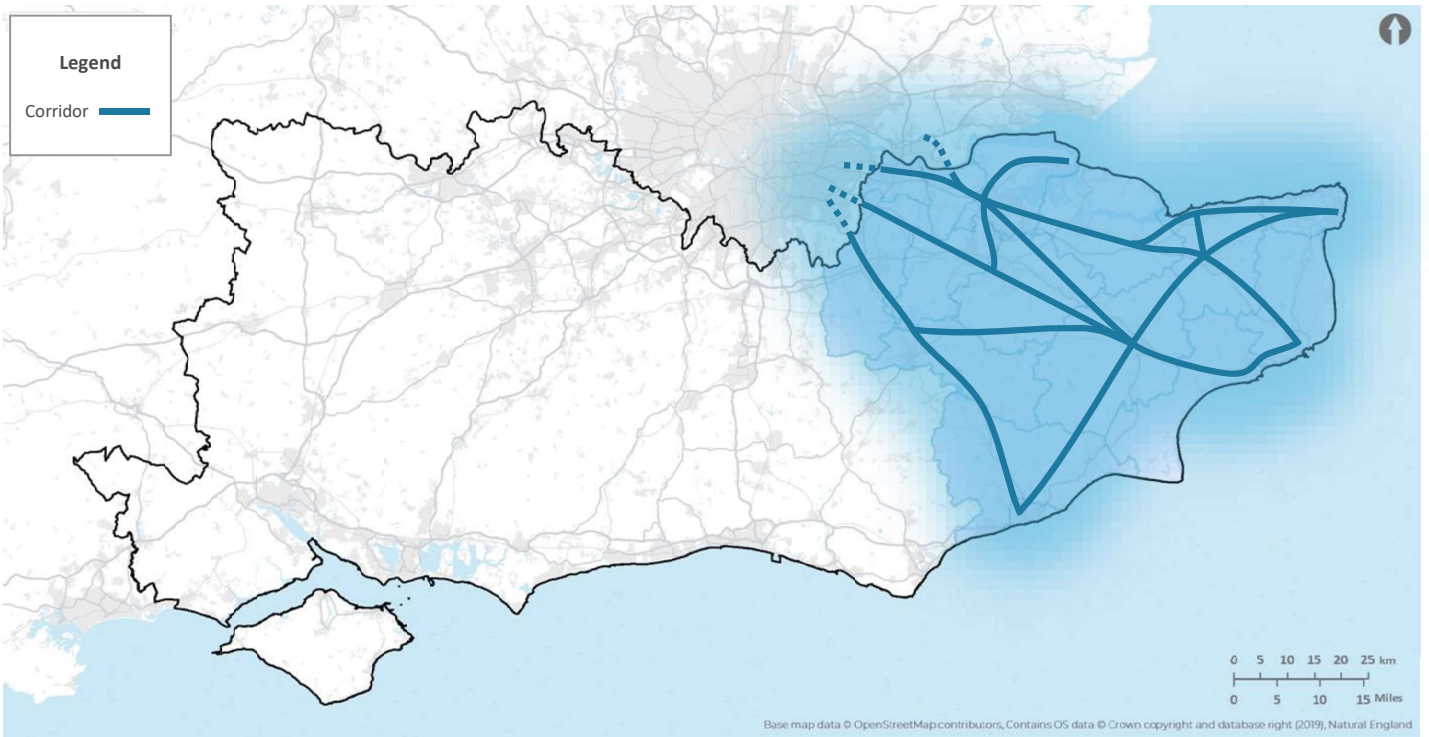 Legend
Corridor
0 5 10 15 20 25 km
0 5 10 15 Miles
Base map data © OpenStreetMap contributors, Contains OS data © Crown copyright and database right (2019), Natural England